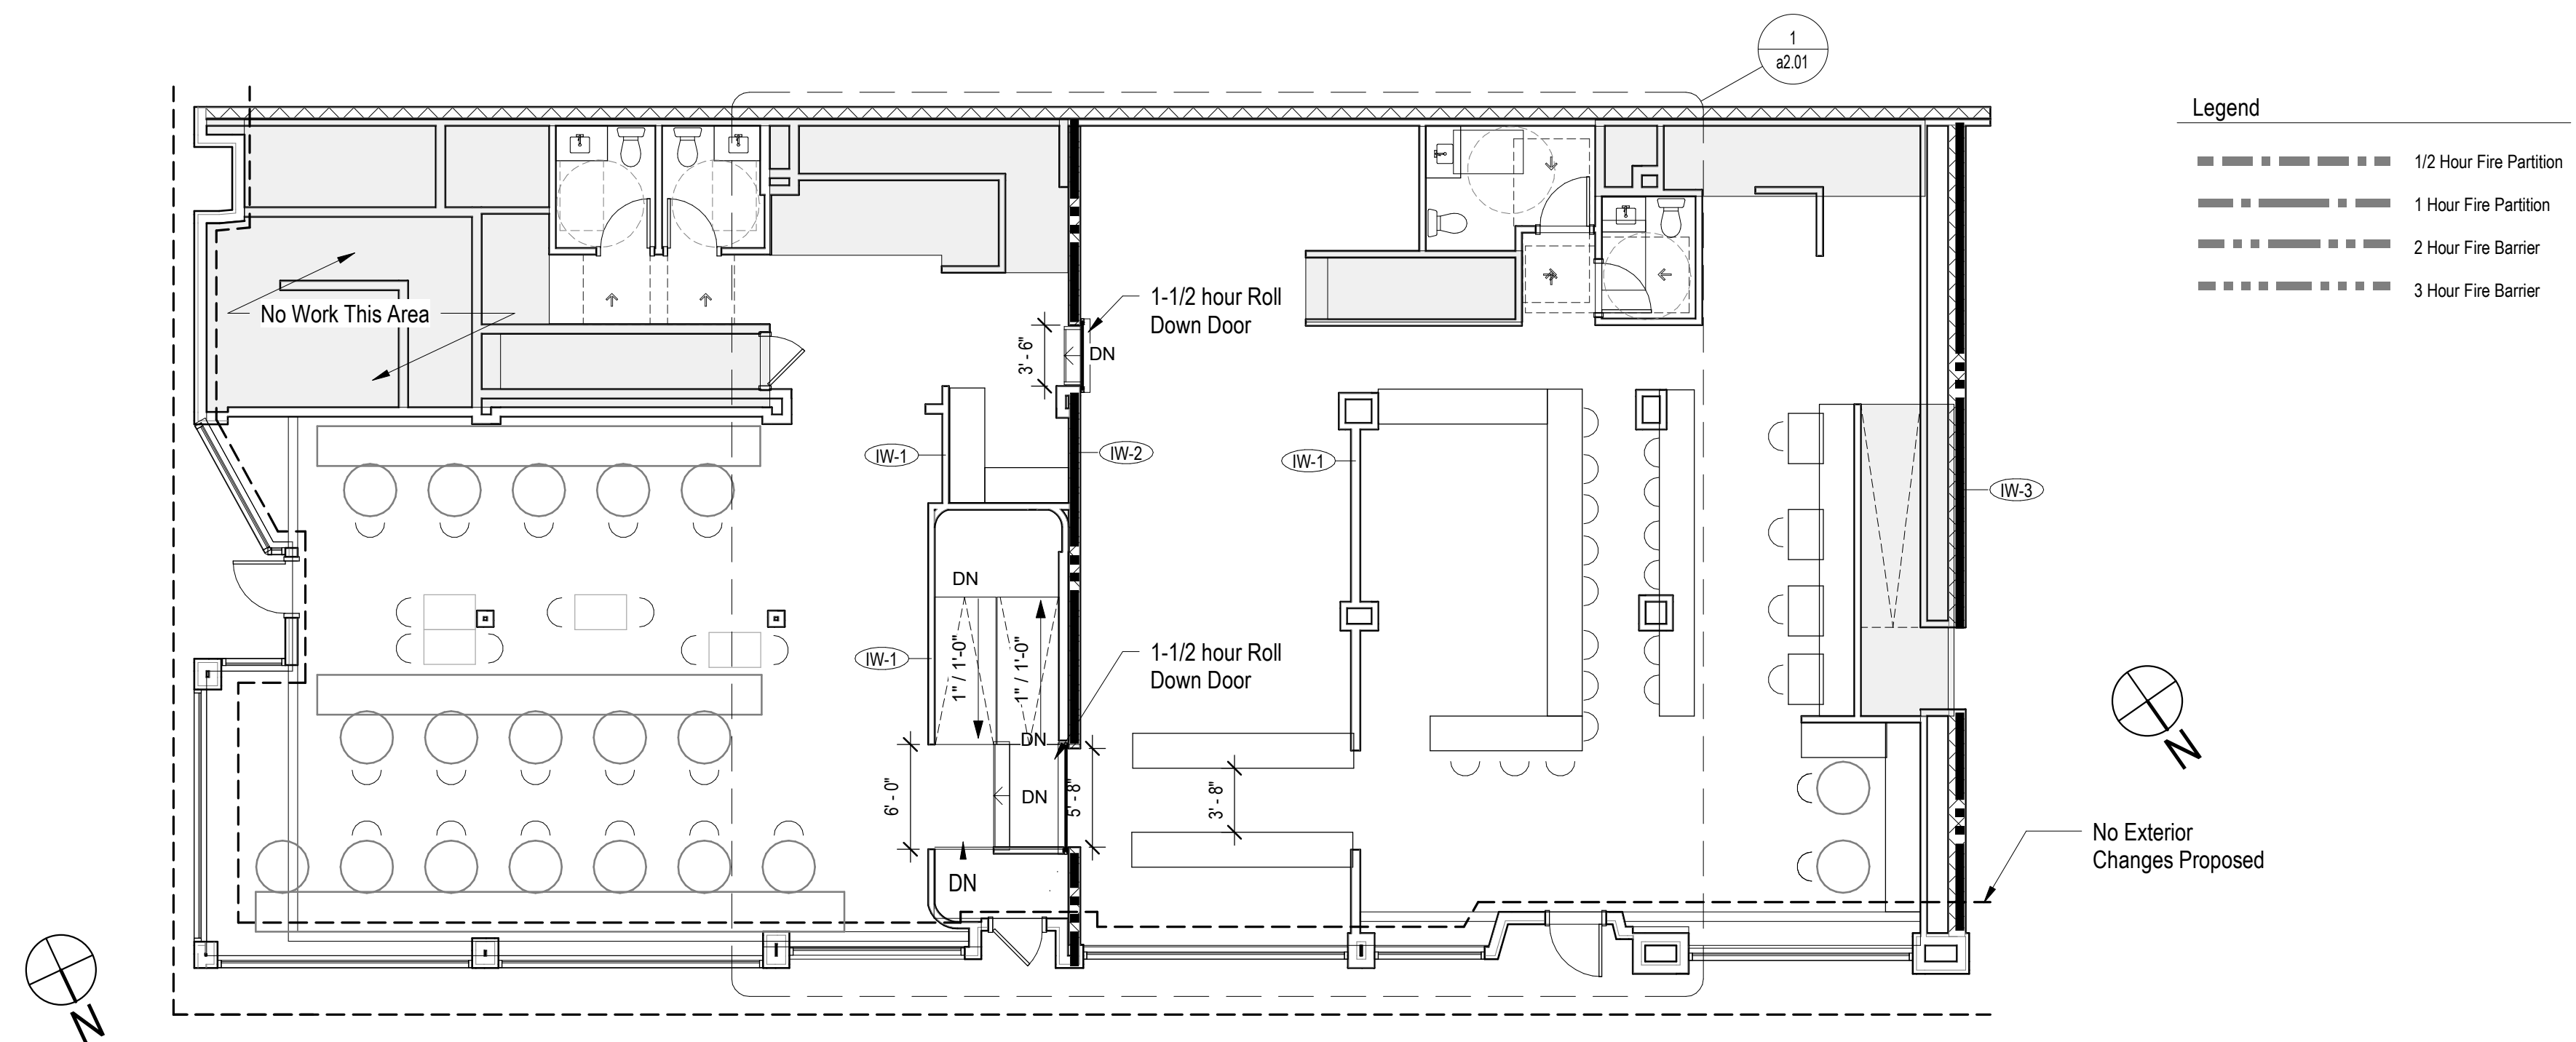 1
a2.01
Legend
1/2 Hour Fire Partition
1 Hour Fire Partition
2 Hour Fire Barrier
3 Hour Fire Barrier
No Work This Area
1-1/2 hour Roll
Down Door
3' - 6"
DN
IW-1
IW-2
IW-1
IW-3
DN
1" / 1'-0"
1" / 1'-0"
IW-1
1-1/2 hour Roll
Down Door
DN
6' - 0"
DN
5' - 8"
3' - 8"
DN
N
No Exterior
Changes Proposed
N